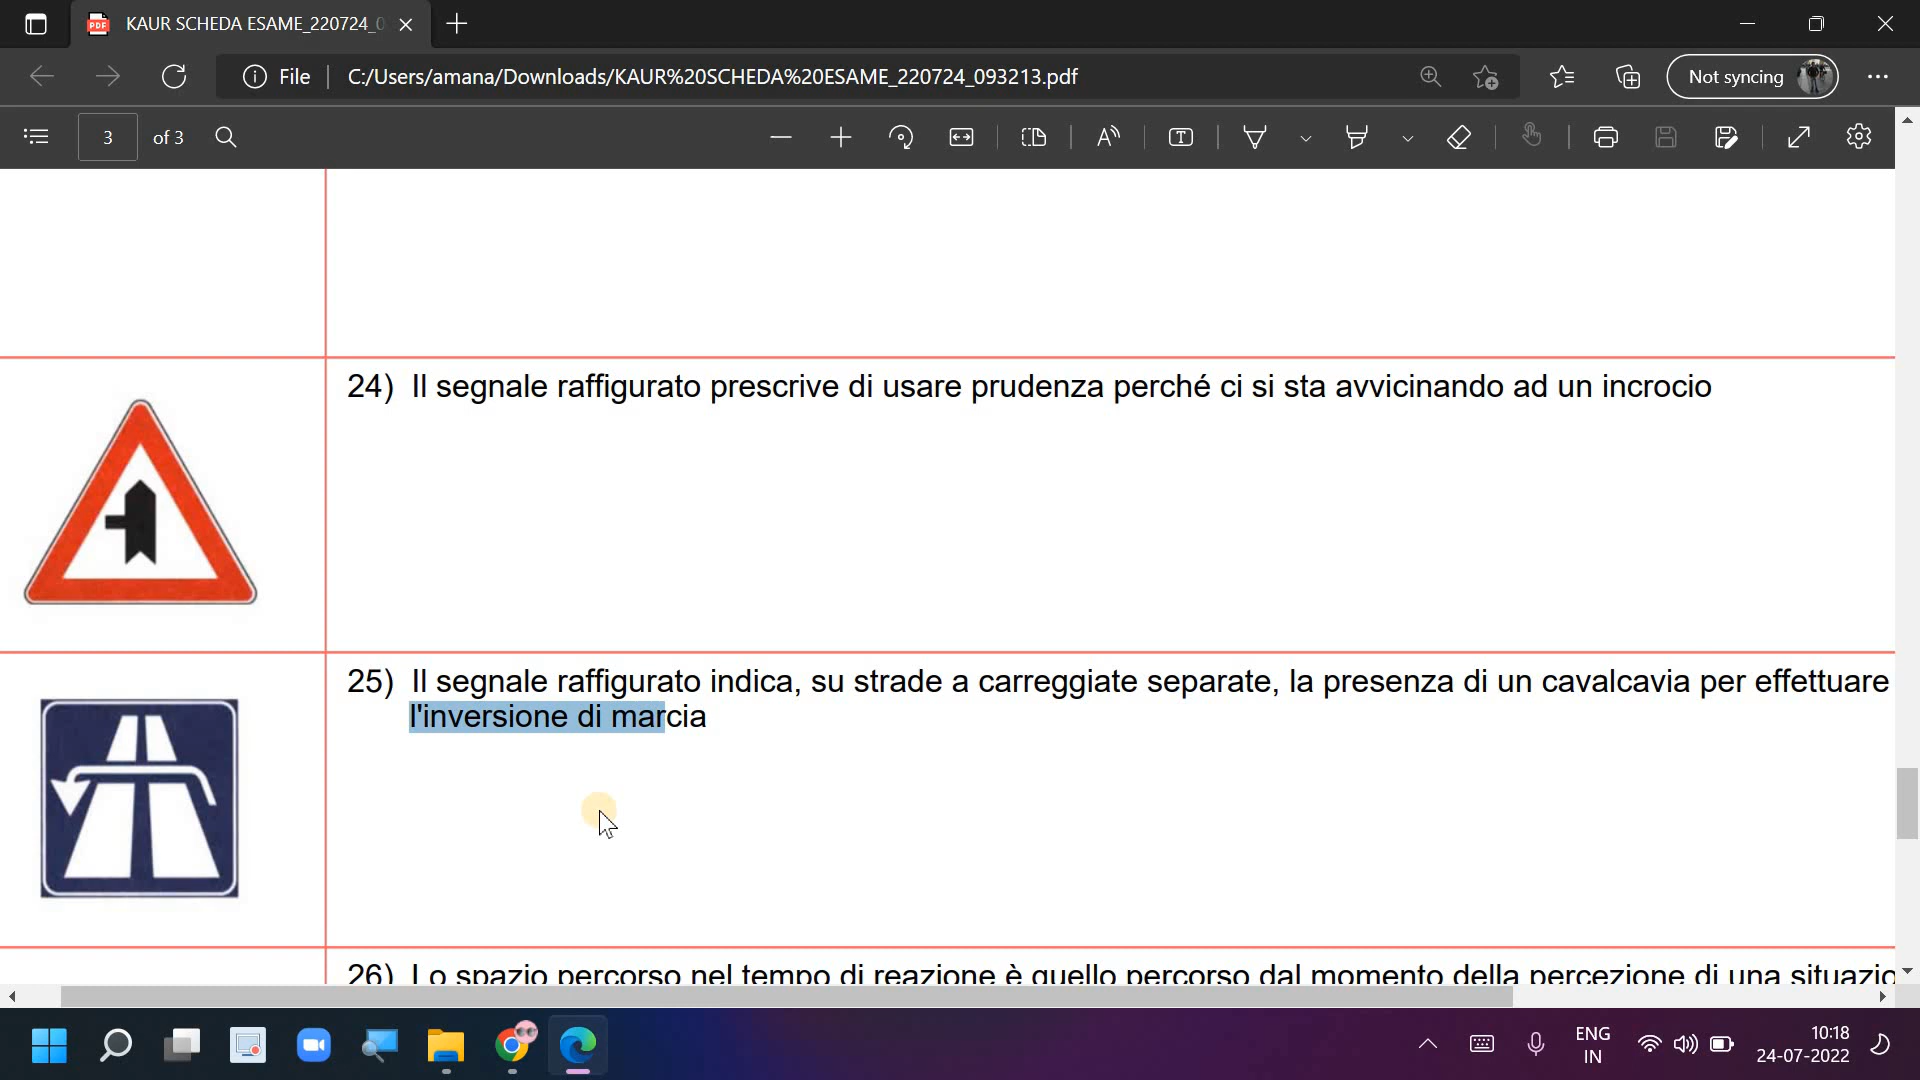 KAUR SCHEDA ESAME_220724_0
File
C:/Users/amana/Downloads/KAUR%20SCHEDA%20ESAME_220724_093213.pdf
Not syncing
3 of 3
24) Il segnale raffigurato prescrive di usare prudenza perché ci si sta avvicinando ad un incrocio
25) Il segnale raffigurato indica, su strade a carreggiate separate, la presenza di un cavalcavia per effettuare
l'inversione di marcia
26) Lo spazio percorso nel tempo di reazione è quello percorso dal momento della percezione di una situazio
ENG
IN
10:18
24-07-2022